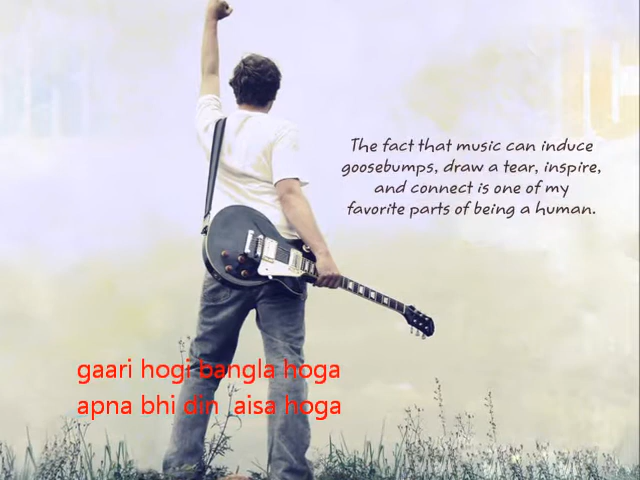 The fact that music can induce
goosebumps, draw a tear, inspire,
and connect is one of my
favorite parts of being a human.
gaari hogi bangla hoga
apna bhi din  aisa hoga